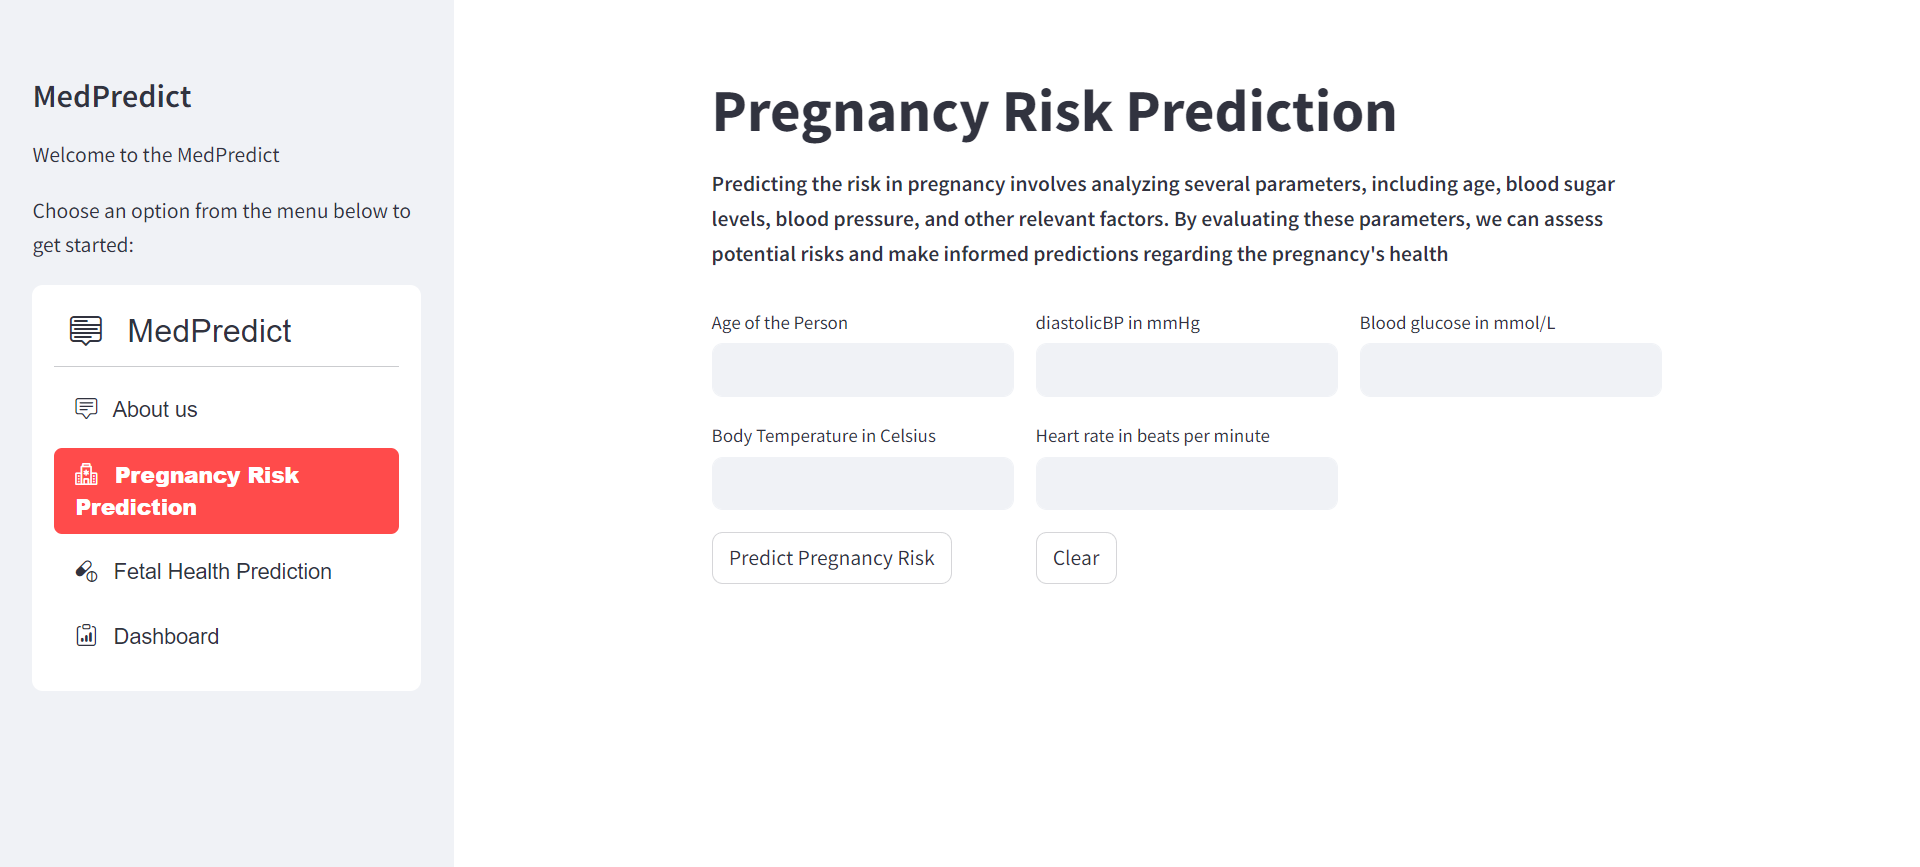 MedPredict
Welcome to the MedPredict
Choose an option from the menu below to
get started:
MedPredict
About us
Pregnancy Risk
Prediction
Fetal Health Prediction
Dashboard
Pregnancy Risk Prediction
Predicting the risk in pregnancy involves analyzing several parameters, including age, blood sugar
levels, blood pressure, and other relevant factors. By evaluating these parameters, we can assess
potential risks and make informed predictions regarding the pregnancy's health
Age of the Person
diastolicBP in mmHg
Blood glucose in mmol/L
Body Temperature in Celsius
Heart rate in beats per minute
Predict Pregnancy Risk
Clear